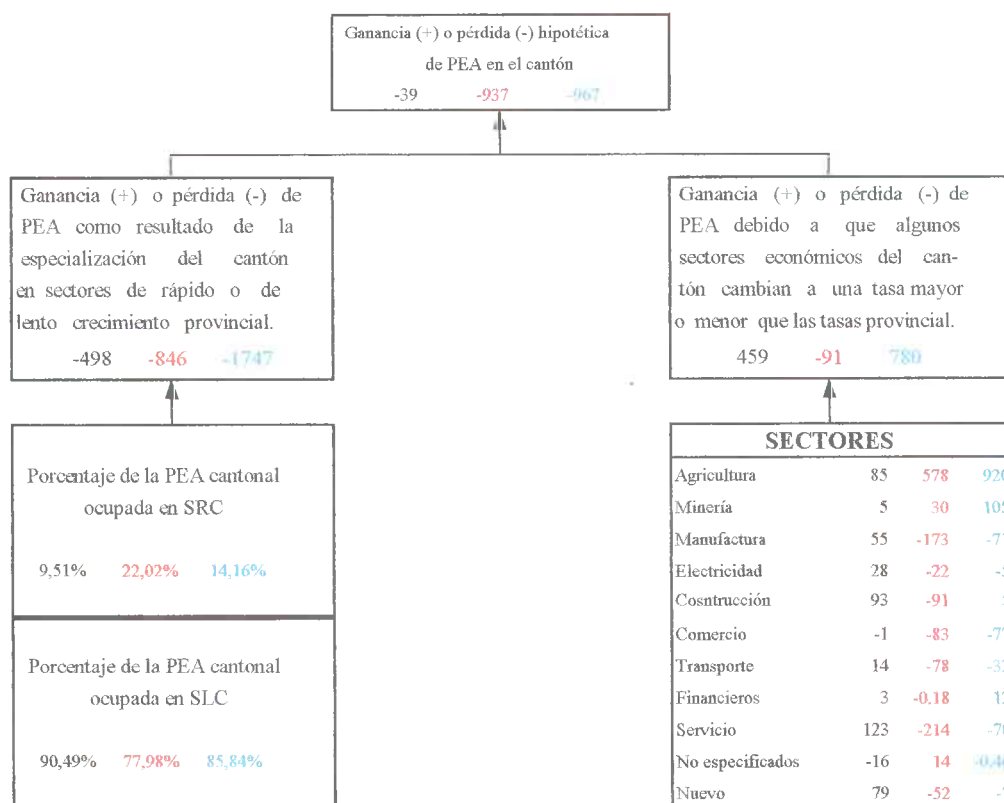 Ganancia (+) o pérdida (-) hipotética
de PEA en el cantón
-39 -937 -967
Ganancia (+) o pérdida (-) de
PEA como resultado de la
especialización del cantón
en sectores de rápido o de
lento crecimiento provincial.
-498 -846 -1747
Ganancia (+) o pérdida (-) de
PEA debido a que algunos
sectores económicos del can-
tón cambian a una tasa mayor
o menor que las tasas provincial.
459 -91 780
Porcentaje de la PEA cantonal
ocupada en SRC
9,51% 22,02% 14,16%
Porcentaje de la PEA cantonal
ocupada en SLC
90,49% 77,98% 85,84%
SECTORES
Agricultura 85 578
Minería 5 30
Manufactura 55 -173
Electricidad 28 -22
Cosntrucción 93 -91
Comercio -1 -83
Transporte 14 -78
Financieros 3 -0.18
Servicio 123 -214
No especificados -16 14
Nuevo 79 -52